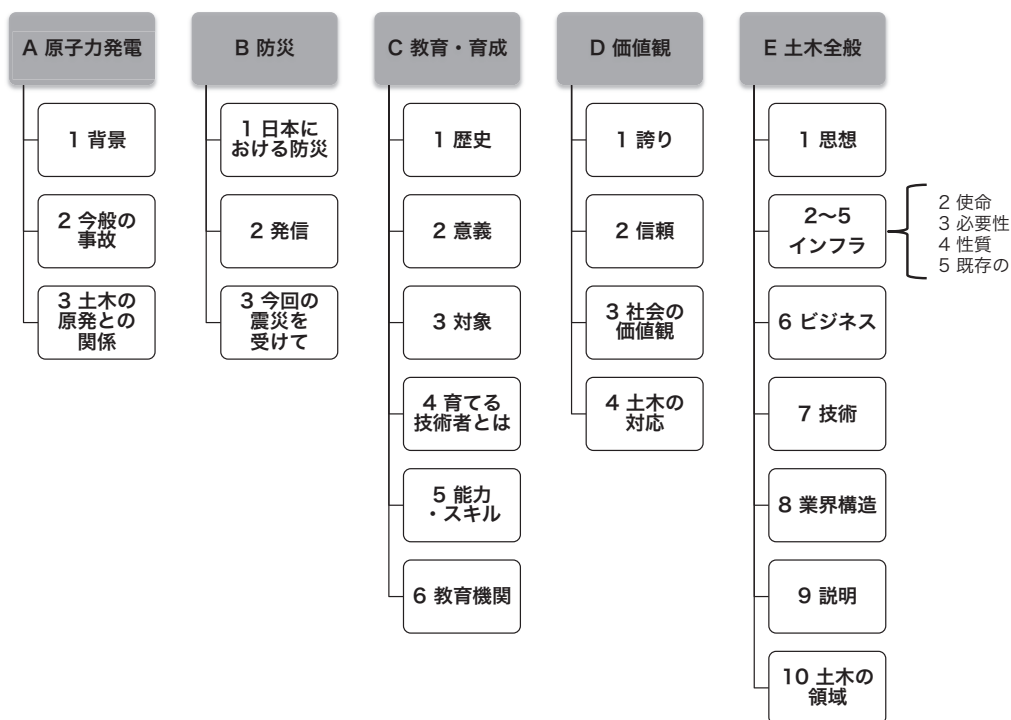 A 原子力発電
1 背景
2 今般の
事故
3 土木の
原発との
関係
B 防災
1 日本に
おける防災
2 発信
3 今回の
震災を
受けて
C 教育・育成
1 歴史
2 意義
3 対象
4 育てる
技術者とは
5 能力
・スキル
6 教育機関
D 価値観
1 誇り
2 信頼
3 社会の
価値観
4 土木の
対応
E 土木全般
1 思想
2〜5
インフラ
2 使命
3 必要性
4 性質
5 既存の
6 ビジネス
7 技術
8 業界構造
9 説明
10 土木の
領域